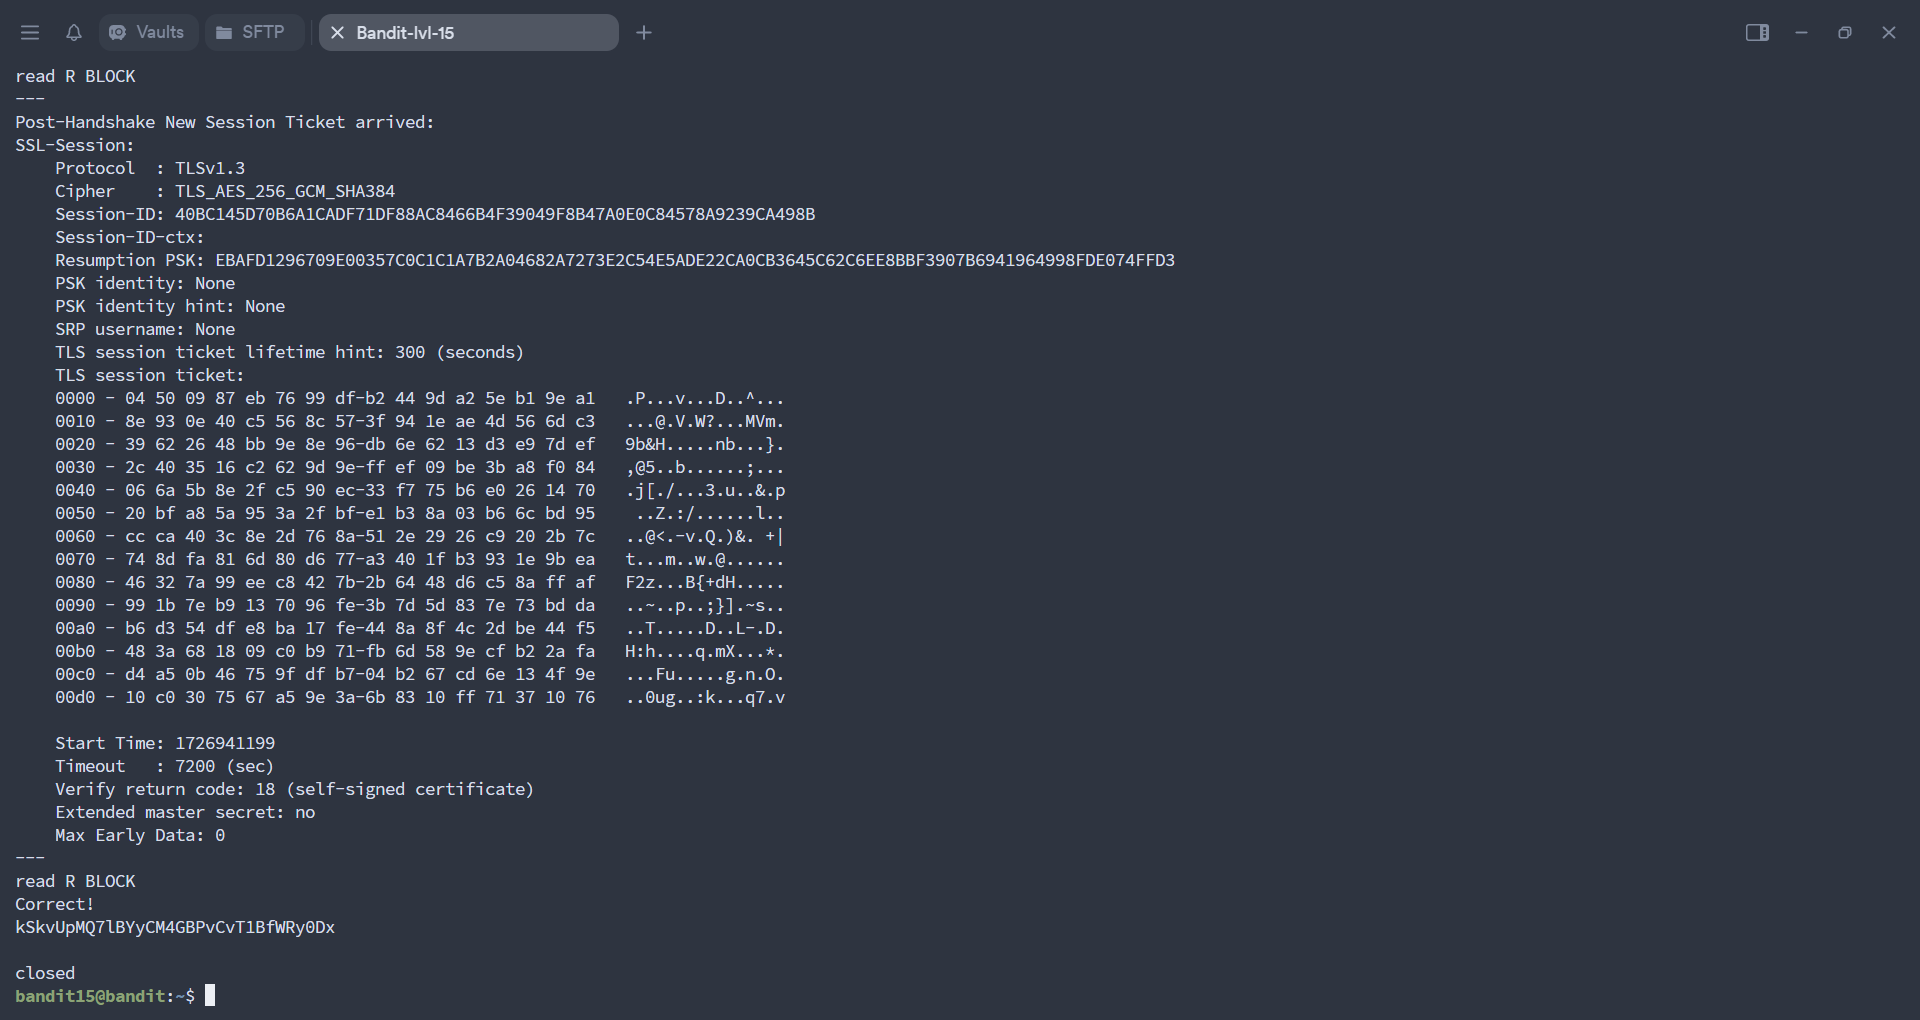 Vaults SFTP Bandit-lvl-15
read R BLOCK
---
Post-Handshake New Session Ticket arrived:
SSL-Session:
    Protocol  : TLSv1.3
    Cipher    : TLS_AES_256_GCM_SHA384
    Session-ID: 40BC145D70B6A1CADF71DF88AC8466B4F39049F8B47A0E0C84578A9239CA498B
    Session-ID-ctx:
    Resumption PSK: EBAFD1296709E00357C0C1C1A7B2A04682A7273E2C54E5ADE22CA0CB3645C62C6EE8BBF3907B6941964998FDE074FFD3
    PSK identity: None
    PSK identity hint: None
    SRP username: None
    TLS session ticket lifetime hint: 300 (seconds)
    TLS session ticket:
    0000 - 04 50 09 87 eb 76 99 df-b2 44 9d a2 5e b1 9e a1   .P...v...D..^...
    0010 - 8e 93 0e 40 c5 56 8c 57-3f 94 1e ae 4d 56 6d c3   ...@.V.W?...MVm.
    0020 - 39 62 26 48 bb 9e 8e 96-db 6e 62 13 d3 e9 7d ef   9b&H.....nb...}.
    0030 - 2c 40 35 16 c2 62 9d 9e-ff ef 09 be 3b a8 f0 84   ,@5..b......;...
    0040 - 06 6a 5b 8e 2f c5 90 ec-33 f7 75 b6 e0 26 14 70   .j[./...3.u..&.p
    0050 - 20 bf a8 5a 95 3a 2f bf-e1 b3 8a 03 b6 6c bd 95    ..Z.:/......l..
    0060 - cc ca 40 3c 8e 2d 76 8a-51 2e 29 26 c9 20 2b 7c   ..@<.-v.Q.)&. +|
    0070 - 74 8d fa 81 6d 80 d6 77-a3 40 1f b3 93 1e 9b ea   t...m..w.@......
    0080 - 46 32 7a 99 ee c8 42 7b-2b 64 48 d6 c5 8a ff af   F2z...B{+dH.....
    0090 - 99 1b 7e b9 13 70 96 fe-3b 7d 5d 83 7e 73 bd da   ..~..p..;}].~s..
    00a0 - b6 d3 54 df e8 ba 17 fe-44 8a 8f 4c 2d be 44 f5   ..T.....D..L-.D.
    00b0 - 48 3a 68 18 09 c0 b9 71-fb 6d 58 9e cf b2 2a fa   H:h....q.mX...*.
    00c0 - d4 a5 0b 46 75 9f df b7-04 b2 67 cd 6e 13 4f 9e   ...Fu.....g.n.O.
    00d0 - 10 c0 30 75 67 a5 9e 3a-6b 83 10 ff 71 37 10 76   ..0ug..:k...q7.v
    Start Time: 1726941199
    Timeout   : 7200 (sec)
    Verify return code: 18 (self-signed certificate)
    Extended master secret: no
    Max Early Data: 0
---
read R BLOCK
Correct!
kSkvUpMQ7lBYyCM4GBPvCvT1BfWRy0Dx
closed
bandit15@bandit:~$